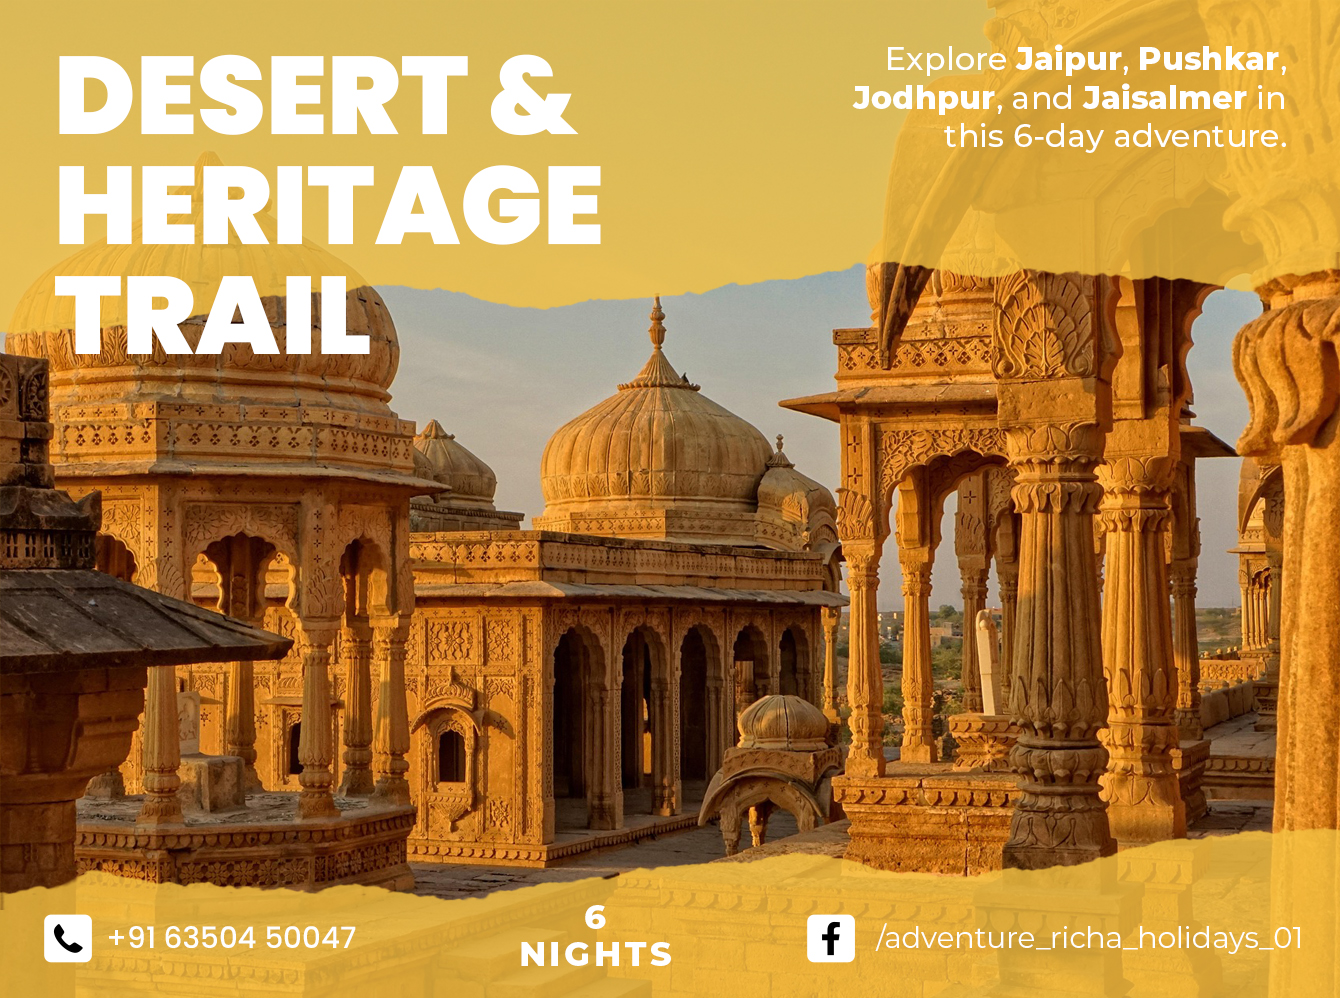 DESERT &
HERITAGE
TRAIL
Explore Jaipur, Pushkar,
Jodhpur, and Jaisalmer in
this 6-day adventure.
+91 63504 50047
6
NIGHTS
/adventure_richa_holidays_01